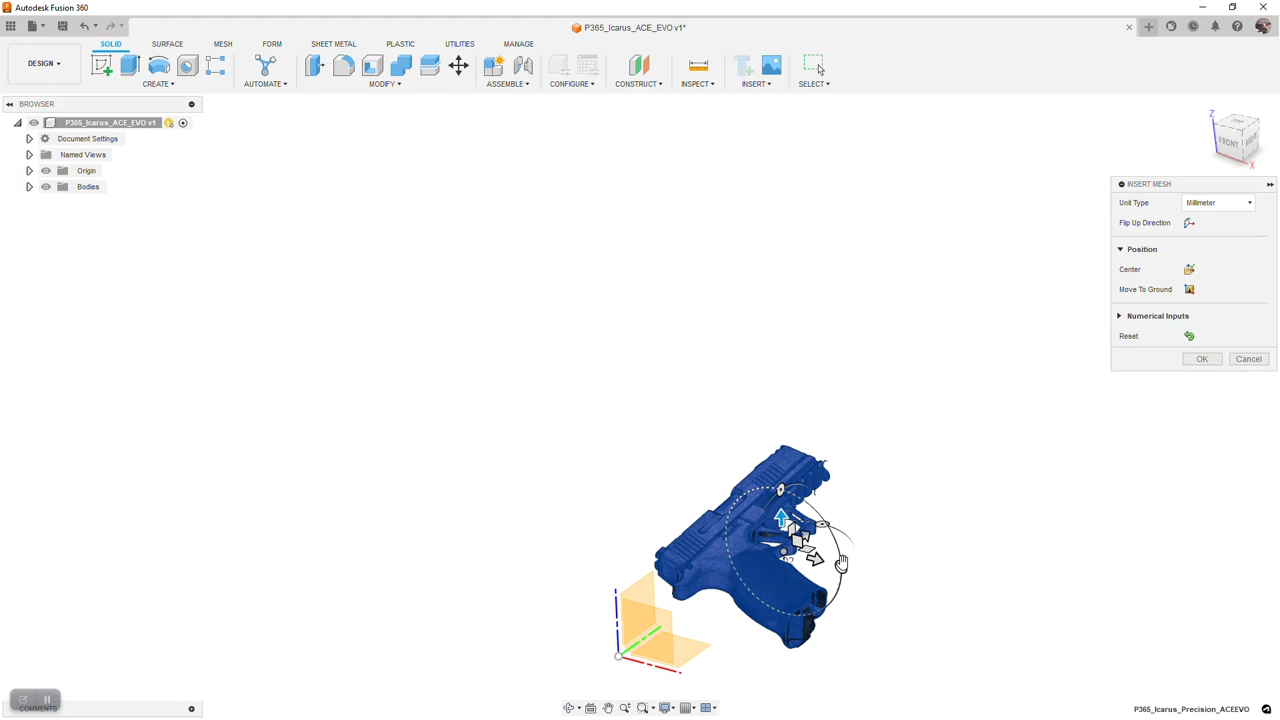 Autodesk Fusion 360
P365_Icarus_ACE_EVO v1*
SOLID SURFACE MESH FORM SHEET METAL PLASTIC UTILITIES MANAGE
DESIGN
CREATE AUTOMATE MODIFY ASSEMBLE CONFIGURE CONSTRUCT INSPECT INSERT SELECT
BROWSER
P365_Icarus_ACE_EVO v1
Document Settings
Named Views
Origin
Bodies
Z
TOP
FRONT
RIGHT
X
INSERT MESH
Unit Type Millimeter
Flip Up Direction
Position
Center
Move To Ground
Numerical Inputs
Reset
OK Cancel
COMMENTS
P365_Icarus_Precision_ACEEVO